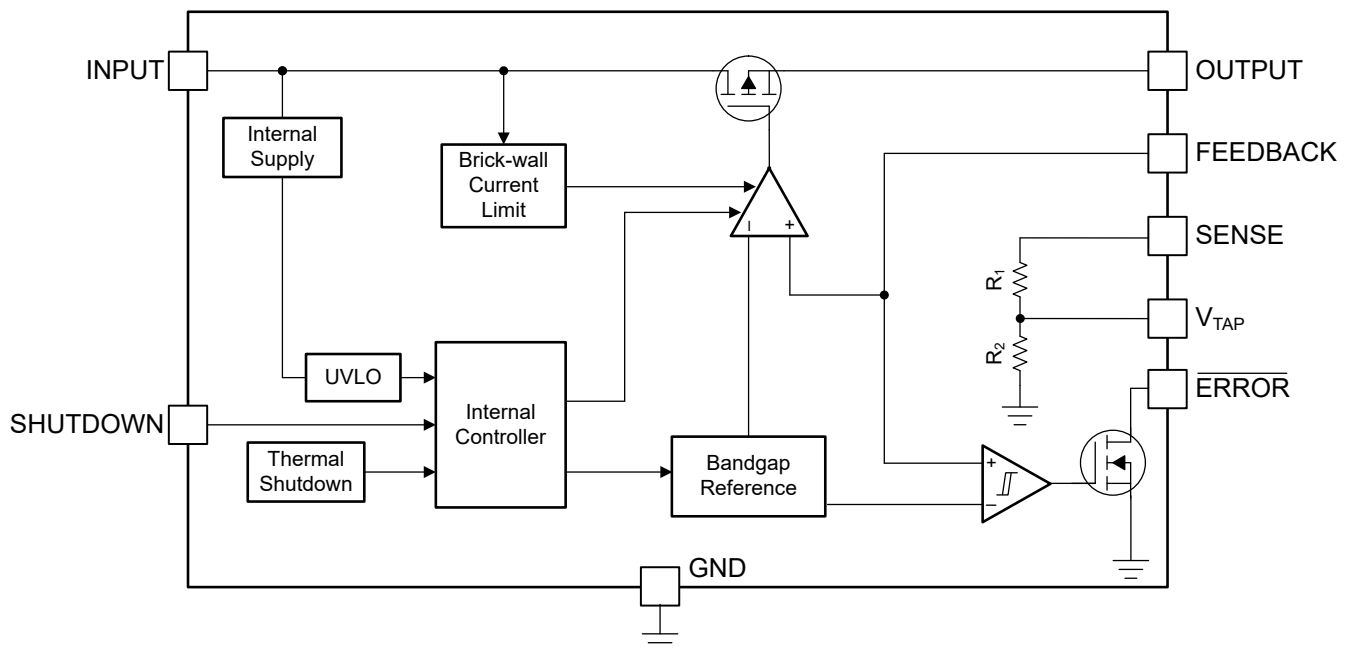 INPUT
OUTPUT
Internal
Supply
Brick-wall
Current
Limit
FEEDBACK
− +
SENSE
R1
VTAP
R2
UVLO
ERROR
SHUTDOWN
Internal
Controller
Thermal
Shutdown
Bandgap
Reference
+
−
GND